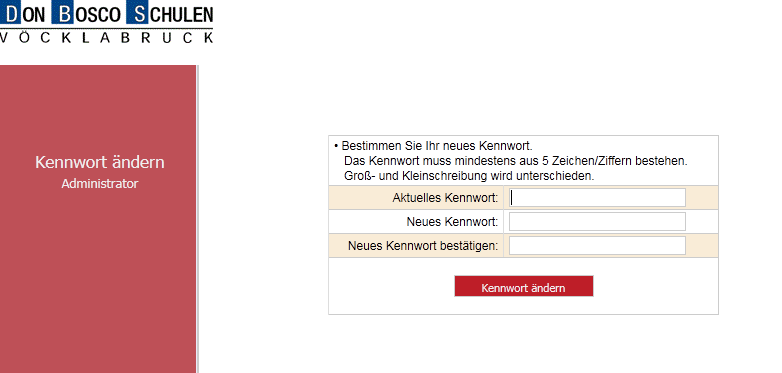 DON BOSCO SCHULEN
VÖCKLABRUCK
Kennwort ändern
Administrator
• Bestimmen Sie Ihr neues Kennwort.
Das Kennwort muss mindestens aus 5 Zeichen/Ziffern bestehen.
Groß- und Kleinschreibung wird unterschieden.
Aktuelles Kennwort:
Neues Kennwort:
Neues Kennwort bestätigen:
Kennwort ändern